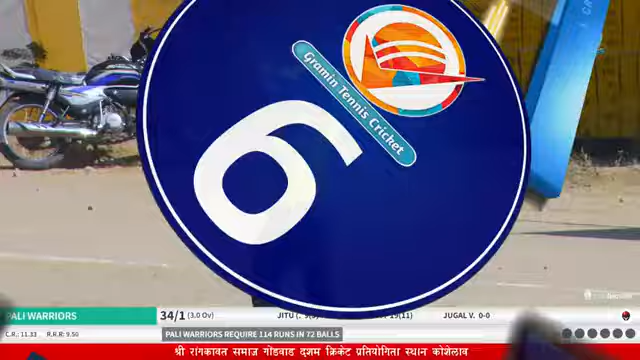 Gramin Tennis Cricket
6
PALI WARRIORS 34/1 (3.0 Ov) JITU JUGAL V. 0-0
C.R.: 11.33 R.R.R: 9.50 PALI WARRIORS REQUIRE 114 RUNS IN 72 BALLS
श्री रांगकावत समाज गोडवाड दशम क्रिकेट प्रतियोगिता स्थान कोशेलाव